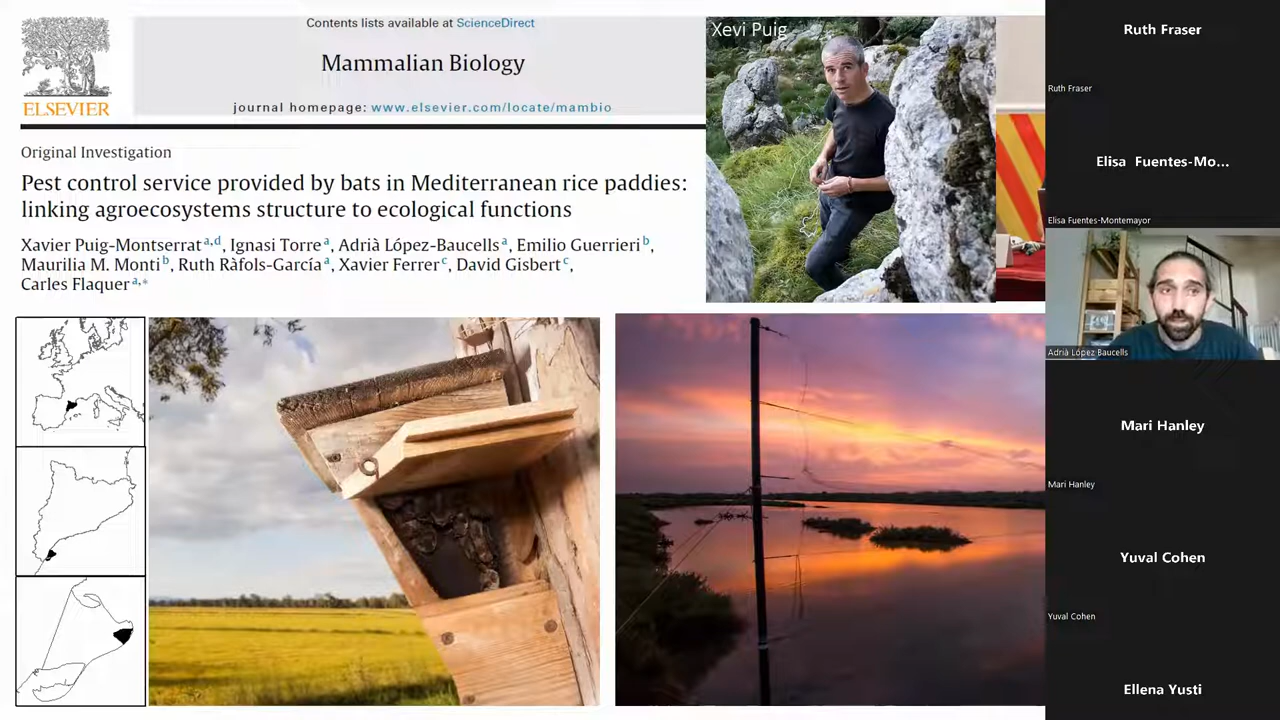 Contents lists available at ScienceDirect
Mammalian Biology
journal homepage: www.elsevier.com/locate/mambio
ELSEVIER
Original Investigation
Pest control service provided by bats in Mediterranean rice paddies:
linking agroecosystems structure to ecological functions
Xavier Puig-Montserrat a,d, Ignasi Torre a, Adrià López-Baucells a, Emilio Guerrieri b,
Maurilia M. Monti b, Ruth Ràfols-García a, Xavier Ferrer c, David Gisbert c,
Carles Flaquer a,*
Xevi Puig
Ruth Fraser
Ruth Fraser
Elisa Fuentes-Mo...
Elisa Fuentes-Montemayor
Adrià López Baucells
Mari Hanley
Mari Hanley
Yuval Cohen
Yuval Cohen
Ellena Yusti